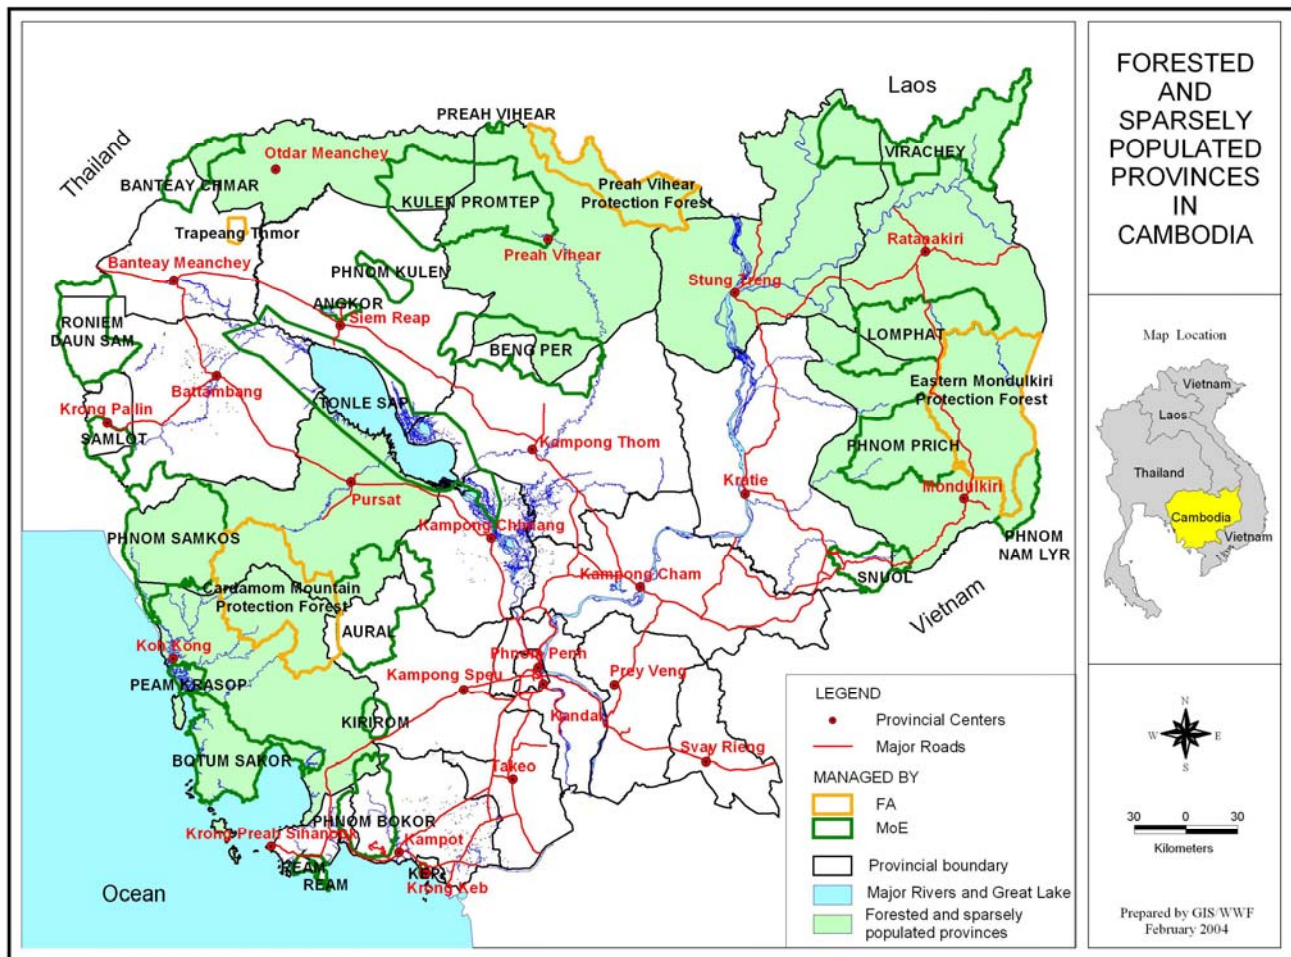 Laos
Thailand
PREAH VIHEAR
Otdar Meanchey
VIRACHEY
BANTEAY CHMAR
KULEN PROMTEP
Preah Vihear
Protection Forest
Trapeang Thmor
Ratanakiri
Preah Vihear
Banteay Meanchey
PHNOM KULEN
Stung Treng
ANGKOR
Siem Reap
RONIEM
DAUN SAM
LOMPHAT
BENG PER
Eastern Mondulkiri
Protection Forest
Battambang
TONLE SAP
Krong Pailin
SAMLOT
Kampong Thom
PHNOM PRICH
Pursat
Kratie
Mondulkiri
Kampong Chhnang
PHNOM SAMKOS
PHNOM
NAM LYR
Kampong Cham
SNUOL
Cardamom Mountain
Protection Forest
Vietnam
AURAL
Koh Kong
Phnom Penh
PEAM KRASOP
Kampong Speu
Prey Veng
KIRIROM
Kandal
Svay Rieng
BOTUM SAKOR
Takeo
PHNOM BOKOR
Krong Preah Sihanouk
Kampot
REAM
REAM
KEP
Krong Keb
Ocean
LEGEND
Provincial Centers
Major Roads
MANAGED BY
FA
MoE
Provincial boundary
Major Rivers and Great Lake
Forested and sparsely
populated provinces
FORESTED
AND
SPARSELY
POPULATED
PROVINCES
IN
CAMBODIA
Map Location
Vietnam
Laos
Thailand
Cambodia
Vietnam
N
W E
S
30 0 30
Kilometers
Prepared by GIS/WWF
February 2004